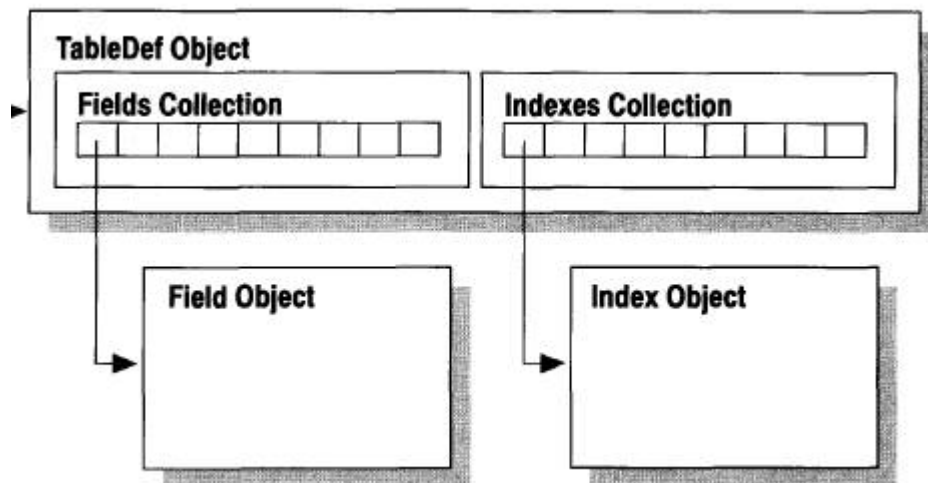 TableDef Object
Fields Collection
Indexes Collection
Field Object
Index Object